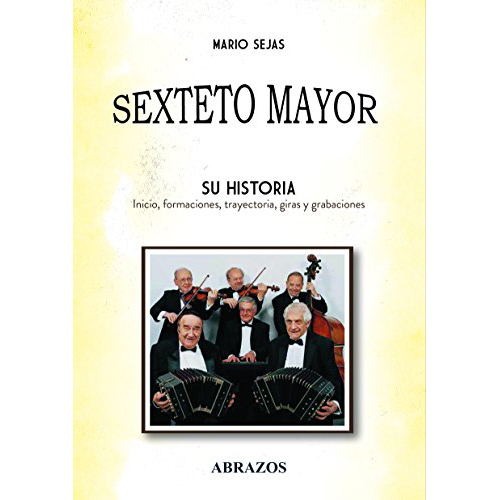 MARIO SEJAS
SEXTETO MAYOR
SU HISTORIA
Inicio, formaciones, trayectoria, giras y grabaciones
ABRAZOS